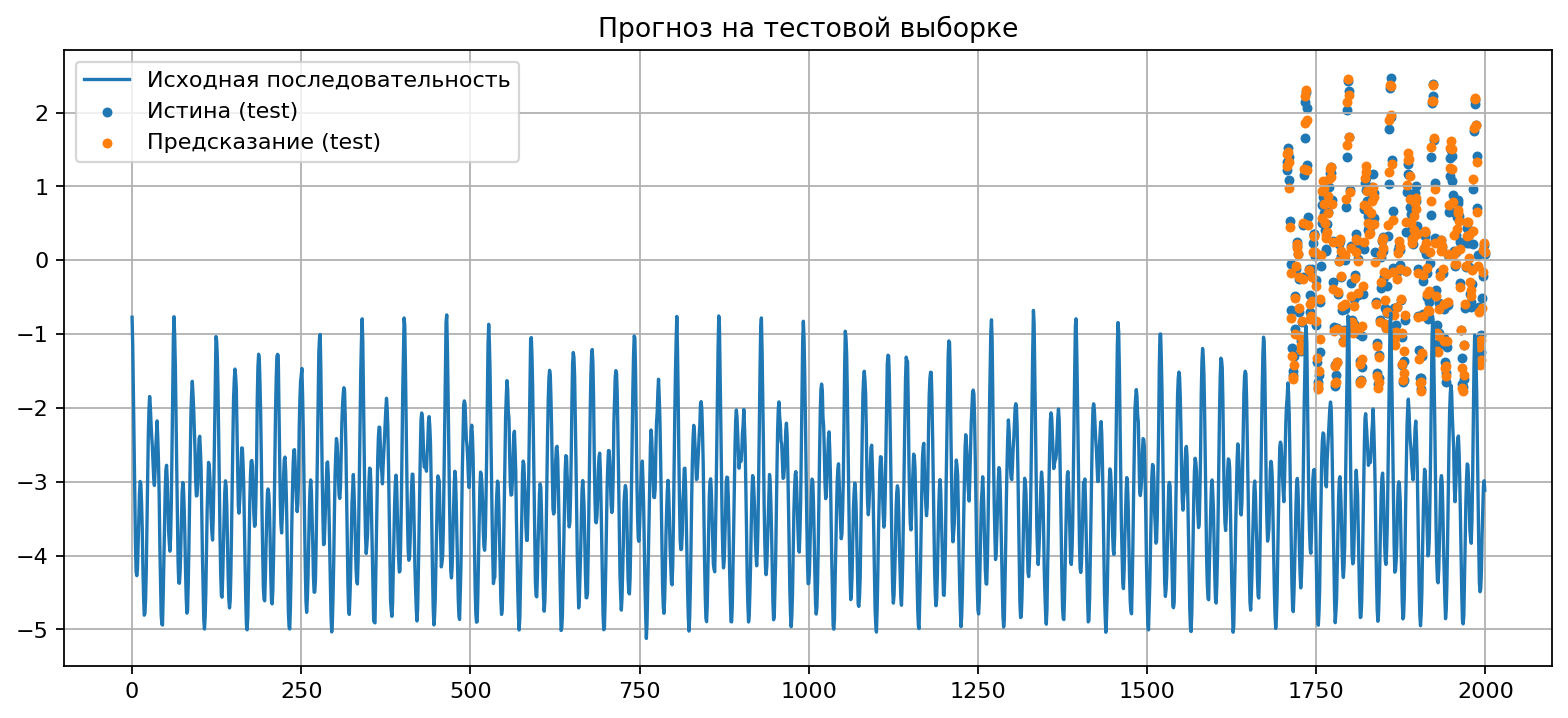 Прогноз на тестовой выборке
Исходная последовательность
Истина (test)
Предсказание (test)
2
1
0
−1
−2
−3
−4
−5
0 250 500 750 1000 1250 1500 1750 2000